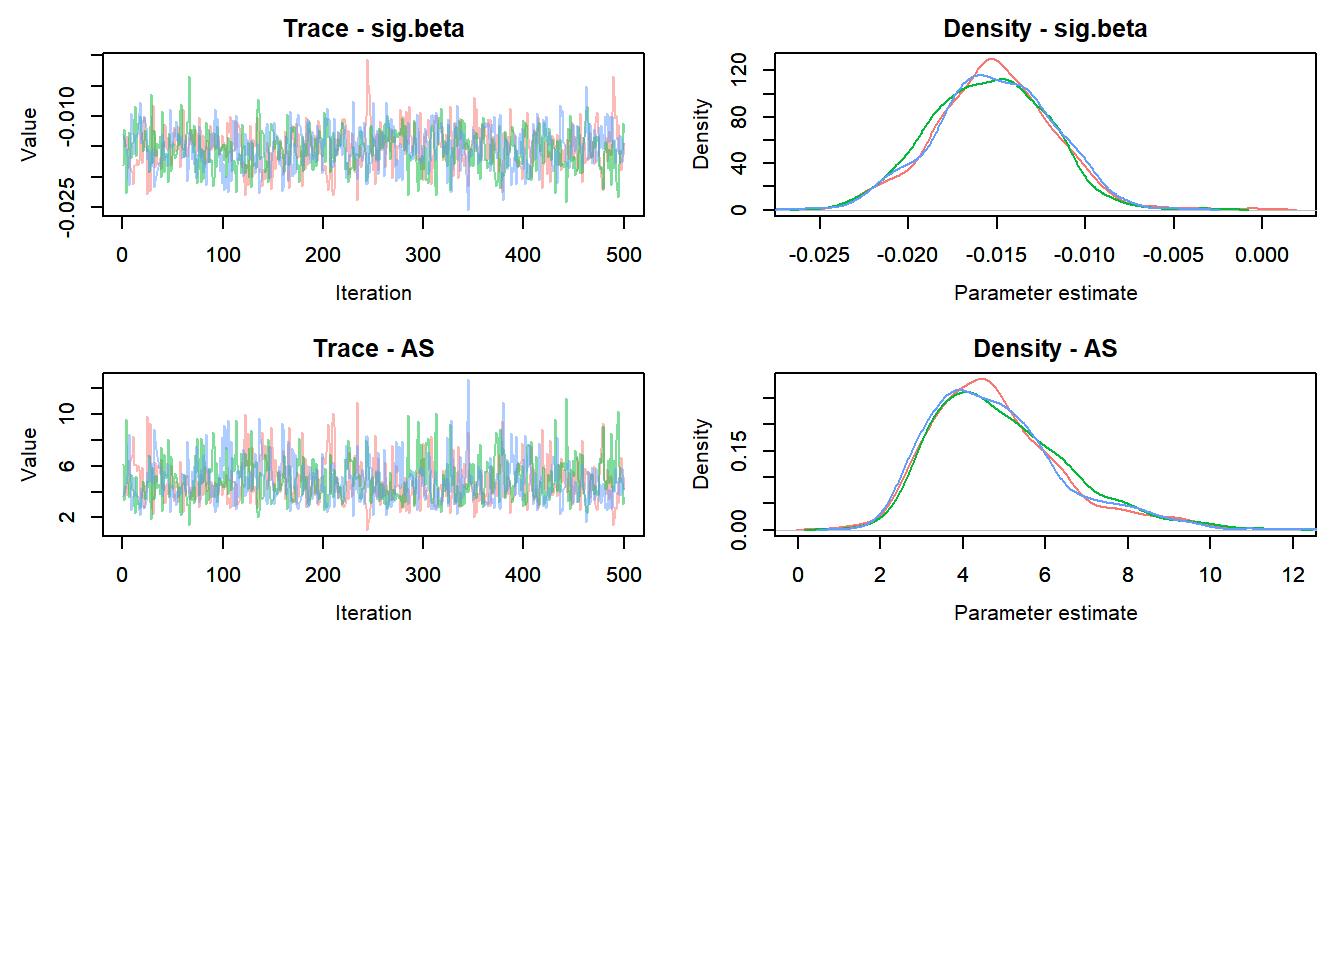 Trace - sig.beta
Value
-0.010
-0.025
0 100 200 300 400 500
Iteration
Density - sig.beta
Density
120
80
40
0
-0.025 -0.020 -0.015 -0.010 -0.005 0.000
Parameter estimate
Trace - AS
Value
10
6
2
0 100 200 300 400 500
Iteration
Density - AS
Density
0.15
0.00
0 2 4 6 8 10 12
Parameter estimate